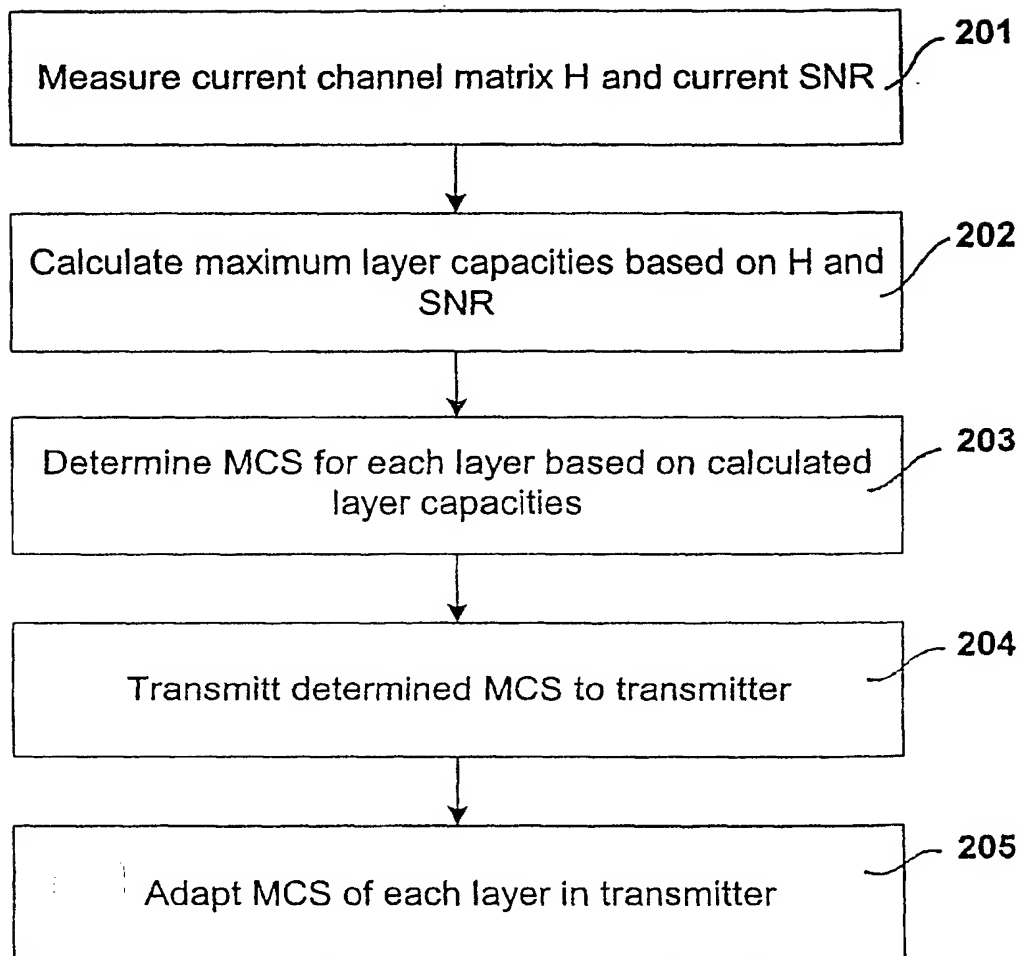 201
Measure current channel matrix H and current SNR
202
Calculate maximum layer capacities based on H and
SNR
203
Determine MCS for each layer based on calculated
layer capacities
204
Transmitt determined MCS to transmitter
205
Adapt MCS of each layer in transmitter